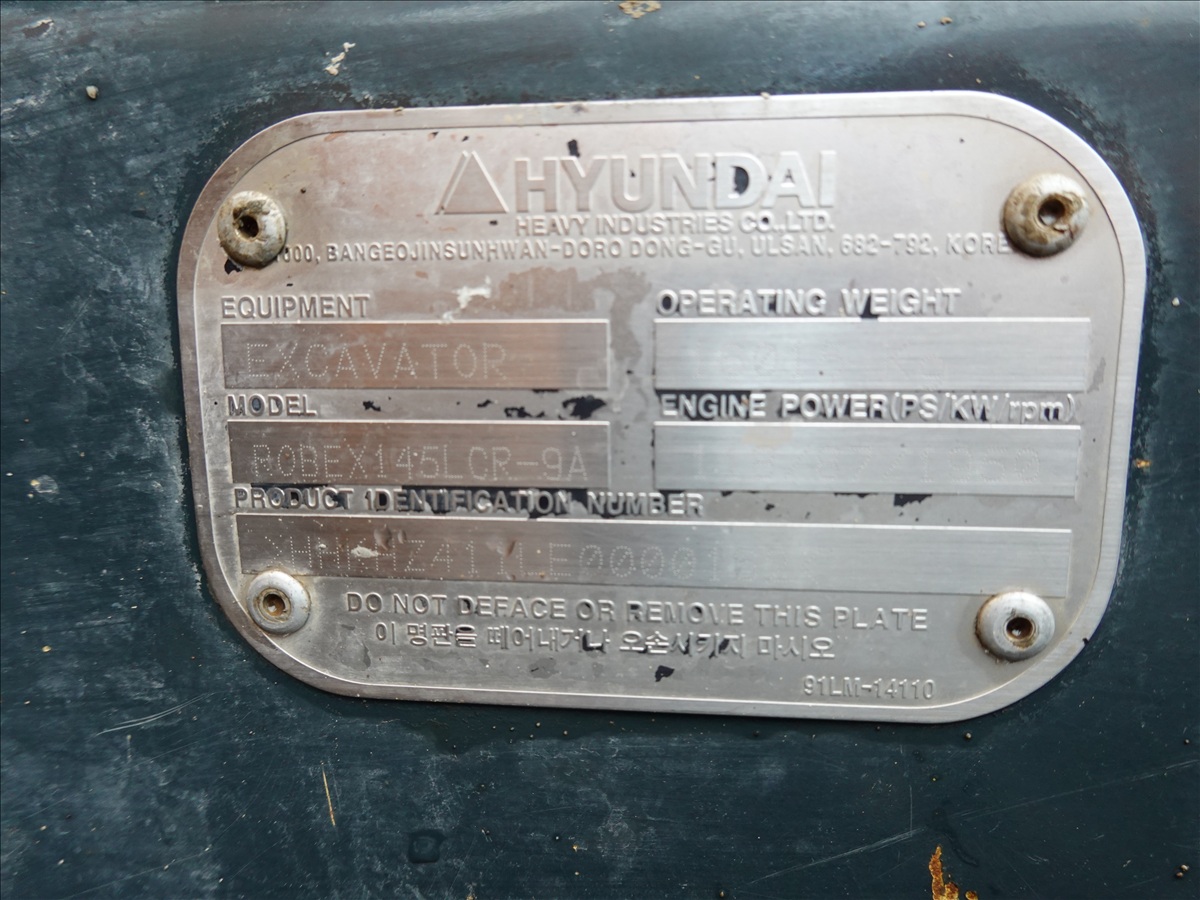 HYUNDAI
HEAVY INDUSTRIES CO.,LTD.
BANGEOJINSUNHWAN-DORO DONG-GU, ULSAN, 682-792, KOREA
EQUIPMENT
OPERATING WEIGHT
EXCAVATOR
MODEL
ENGINE POWER(PS/KW/rpm)
ROBEX145LCR-9A
PRODUCT IDENTIFICATION NUMBER
DO NOT DEFACE OR REMOVE THIS PLATE
이 명판을 떼어내거나 오손시키지 마시오
91LM-14110